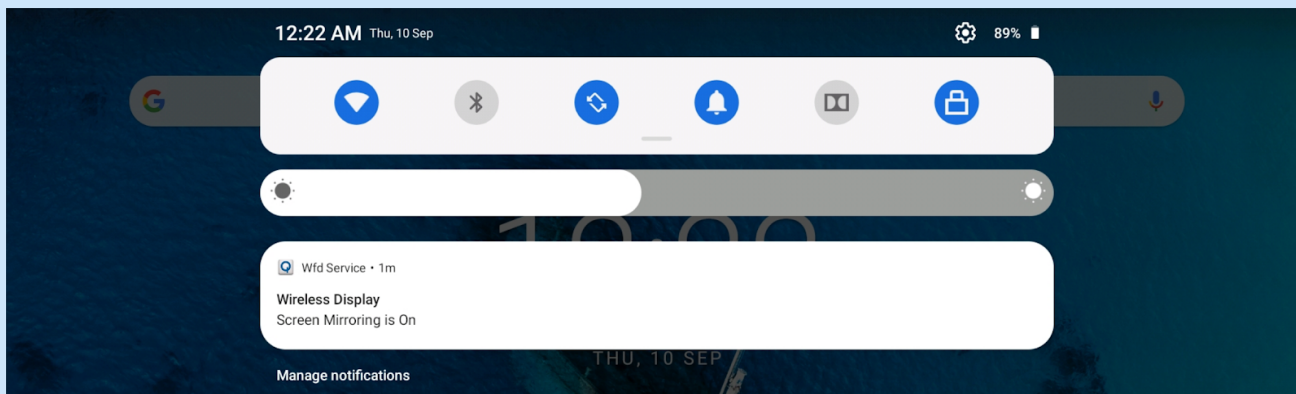 12:22 AM Thu, 10 Sep 89%
Wfd Service • 1m
Wireless Display
Screen Mirroring is On
THU, 10 SEP
Manage notifications